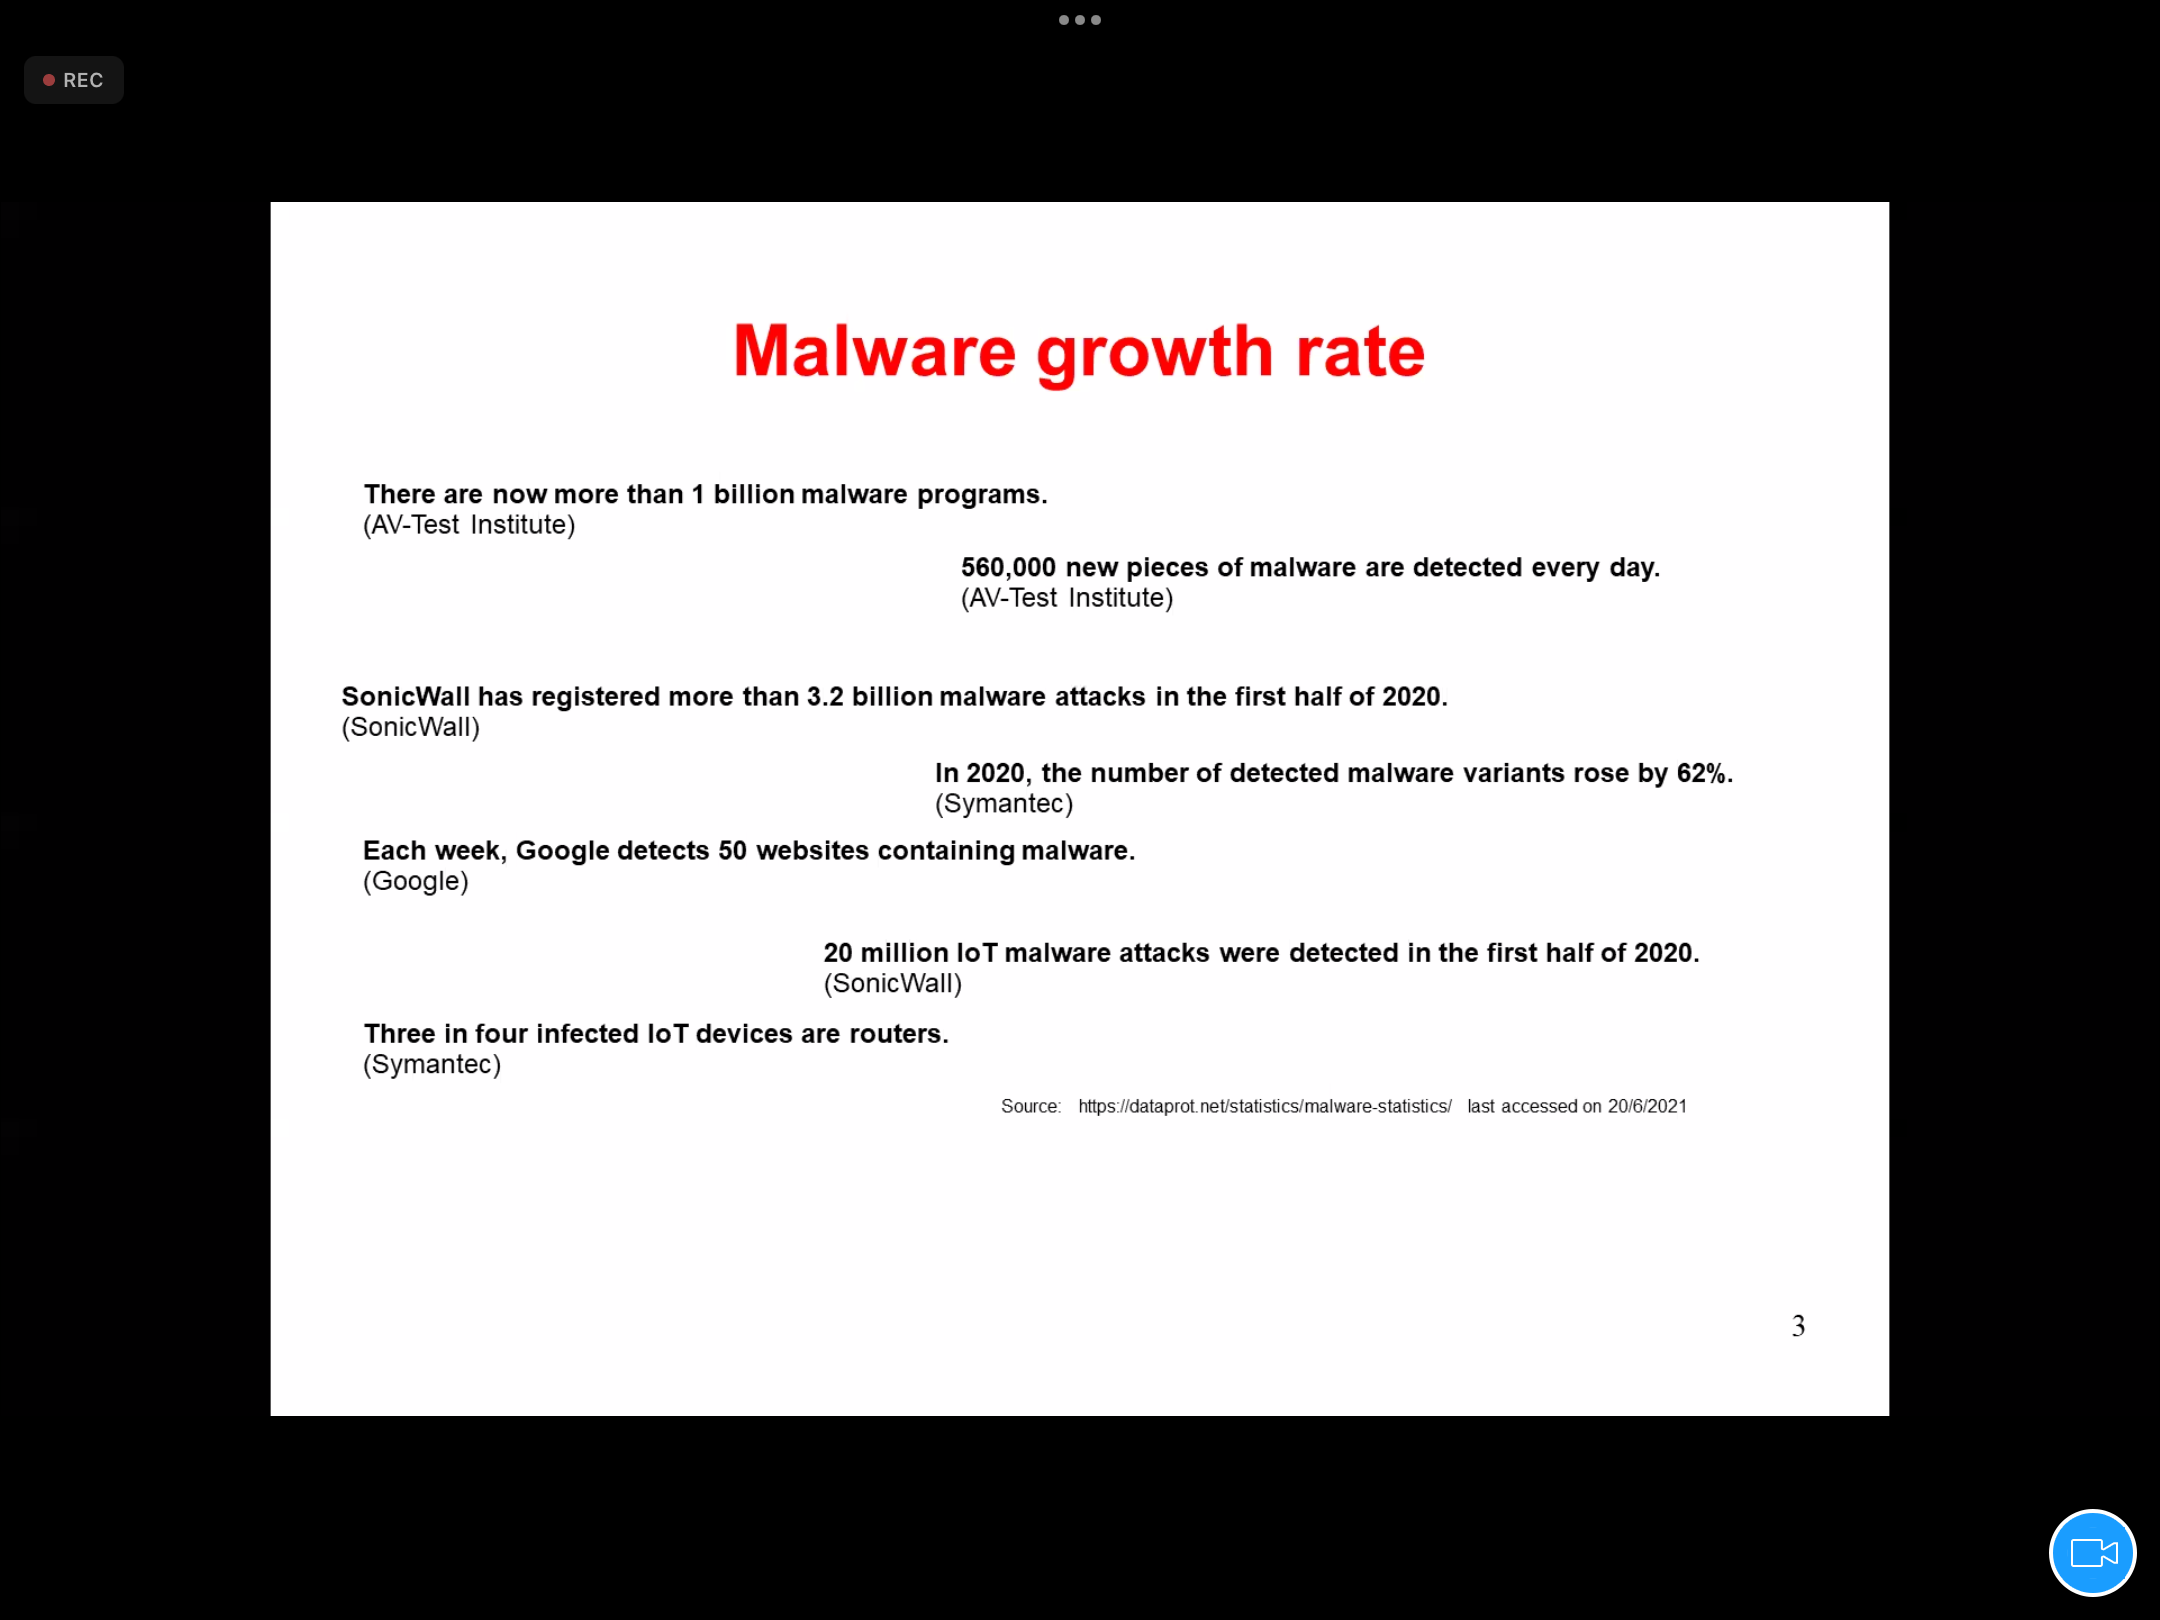 REC
Malware growth rate
There are now more than 1 billion malware programs.
(AV-Test Institute)
560,000 new pieces of malware are detected every day.
(AV-Test Institute)
SonicWall has registered more than 3.2 billion malware attacks in the first half of 2020.
(SonicWall)
In 2020, the number of detected malware variants rose by 62%.
(Symantec)
Each week, Google detects 50 websites containing malware.
(Google)
20 million IoT malware attacks were detected in the first half of 2020.
(SonicWall)
Three in four infected IoT devices are routers.
(Symantec)
Source: https://dataprot.net/statistics/malware-statistics/ last accessed on 20/6/2021
3